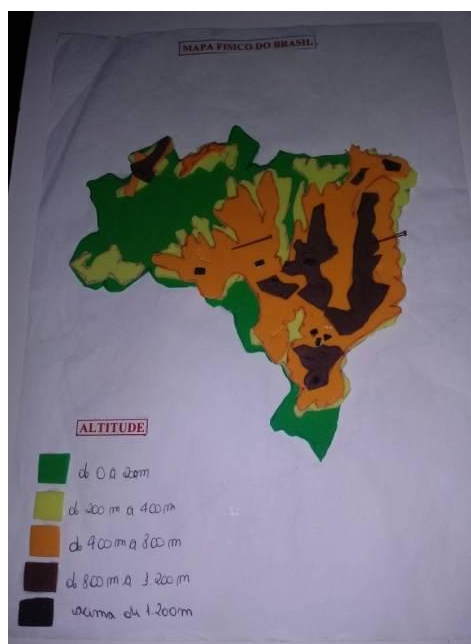 MAPA FISICO DO BRASIL
ALTITUDE
de 0 a 200m
de 200 m a 400 m
de 400 m a 800 m
de 800 m a 1.200 m
acima de 1.200m